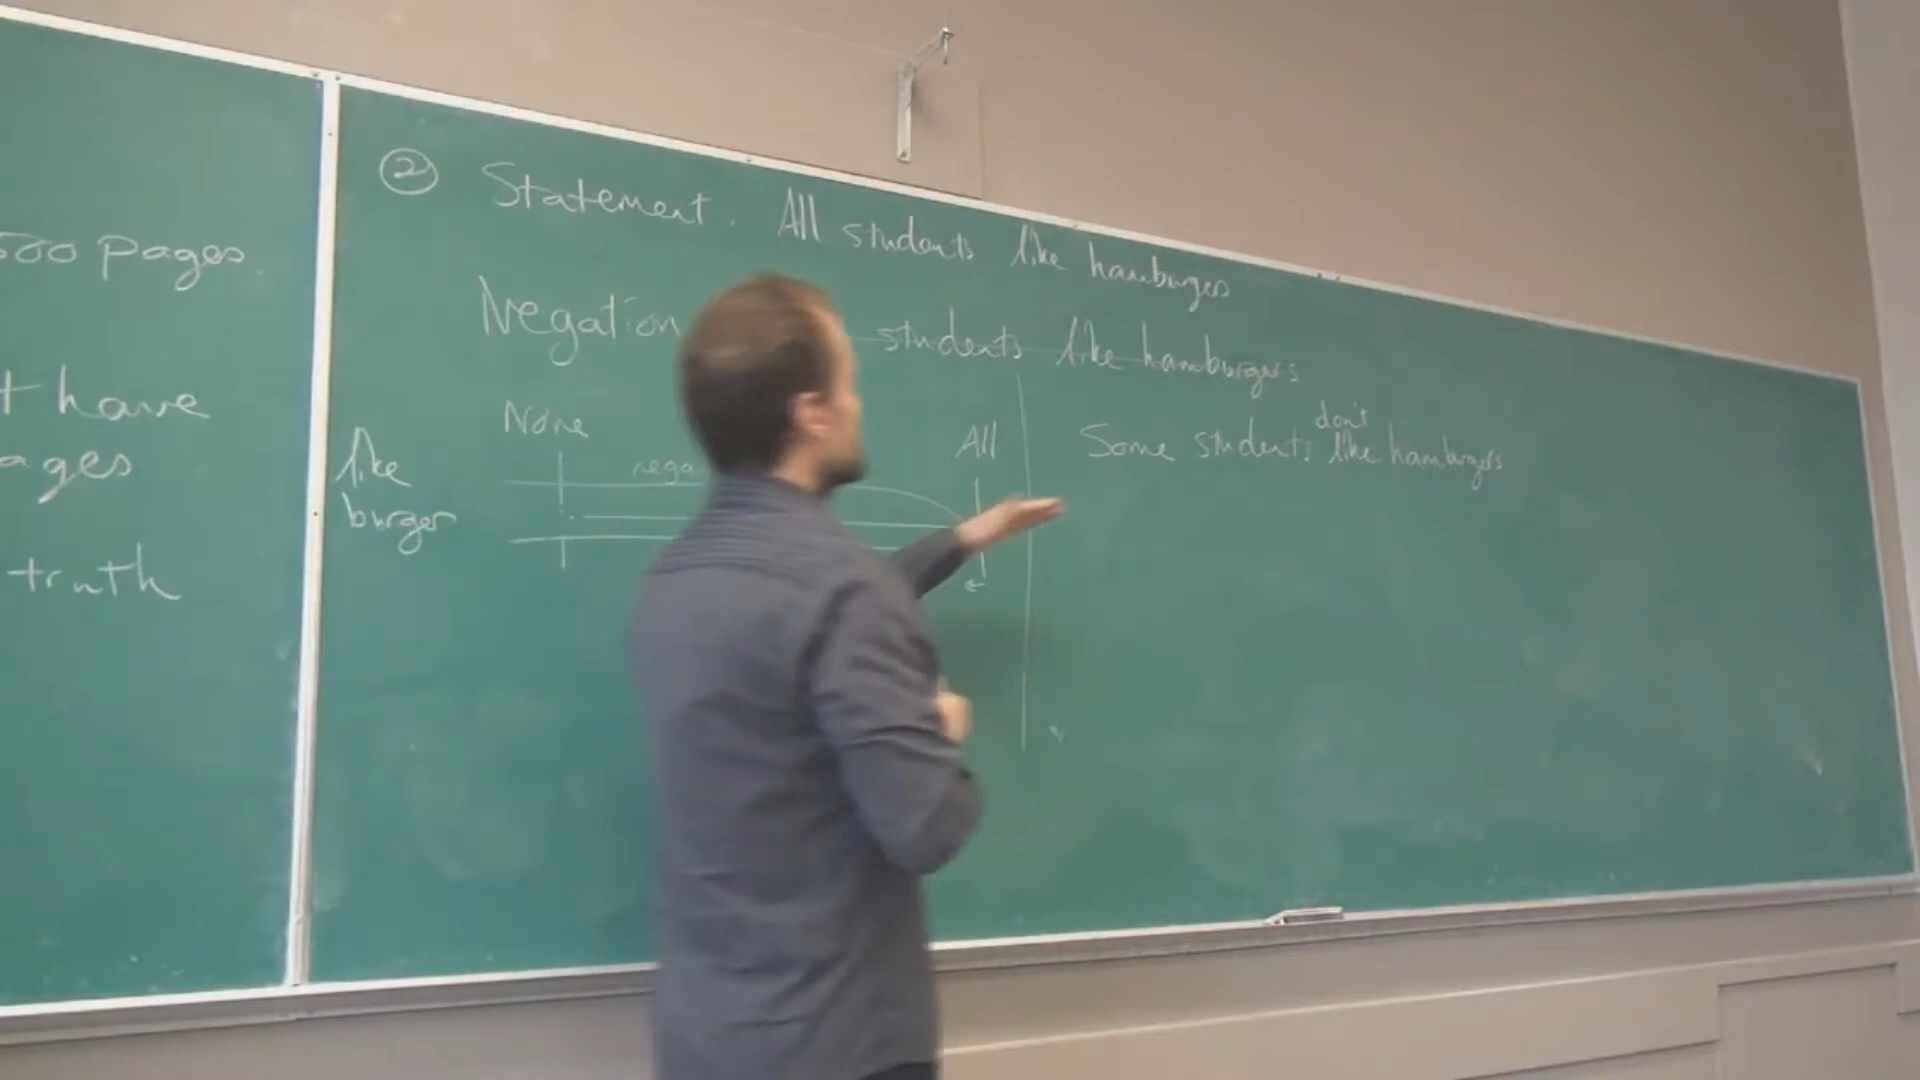 500 pages.
t have
ages
truth
② Statement. All students like hamburges
Negation students like hamburgers
None
All
like
burger
nega
Some students don't like hamburgers